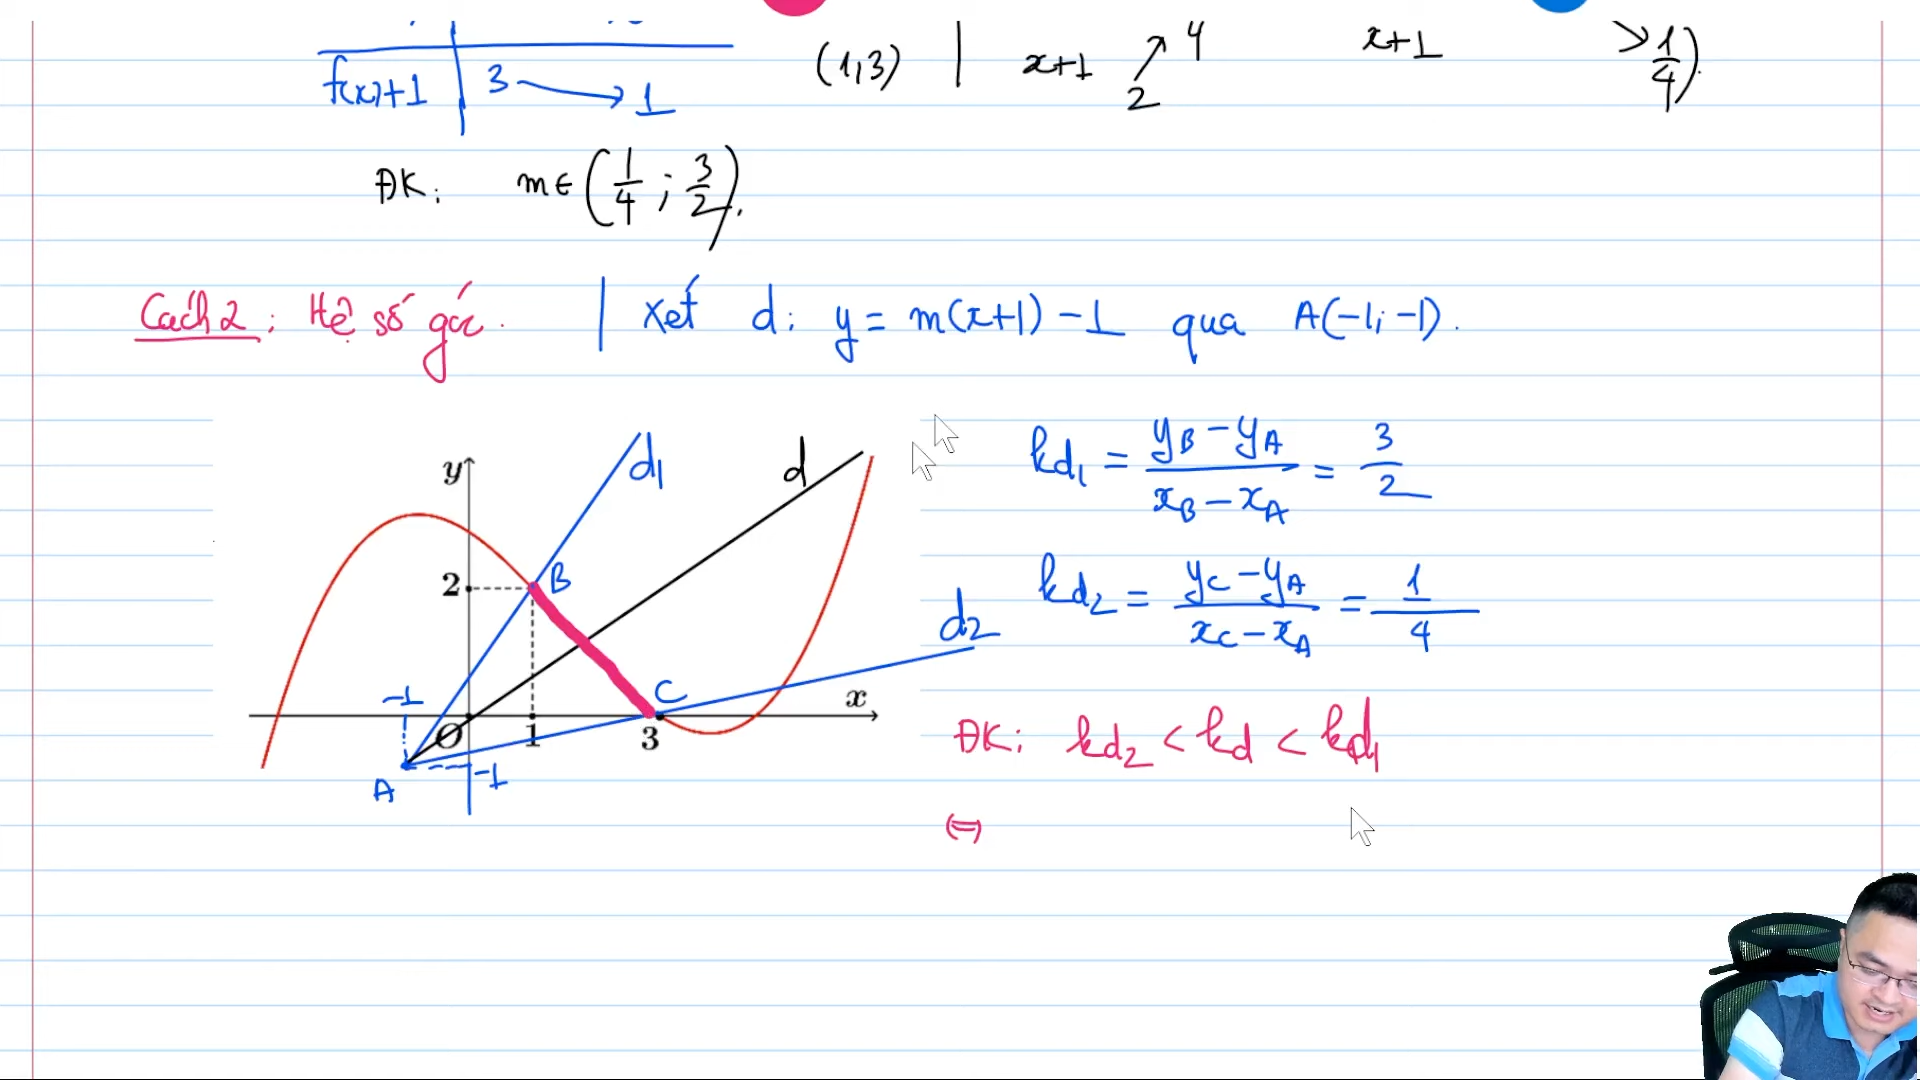 f(x)+1 | 3 → 1
(1,3) | x+1 2 ↗ 4
x+1
> 1/4).
ĐK: m ∈ (1/4 ; 3/2).
Cách 2: Hệ số góc. | Xét d: y = m(x+1) - 1 qua A(-1; -1).
y
d1
d
2
B
-1
O
1
3
C
x
d2
A
-1
kd1 = (yB - yA)/(xB - xA) = 3/2
kd2 = (yC - yA)/(xC - xA) = 1/4
ĐK: kd2 < kd < kd1
⇔